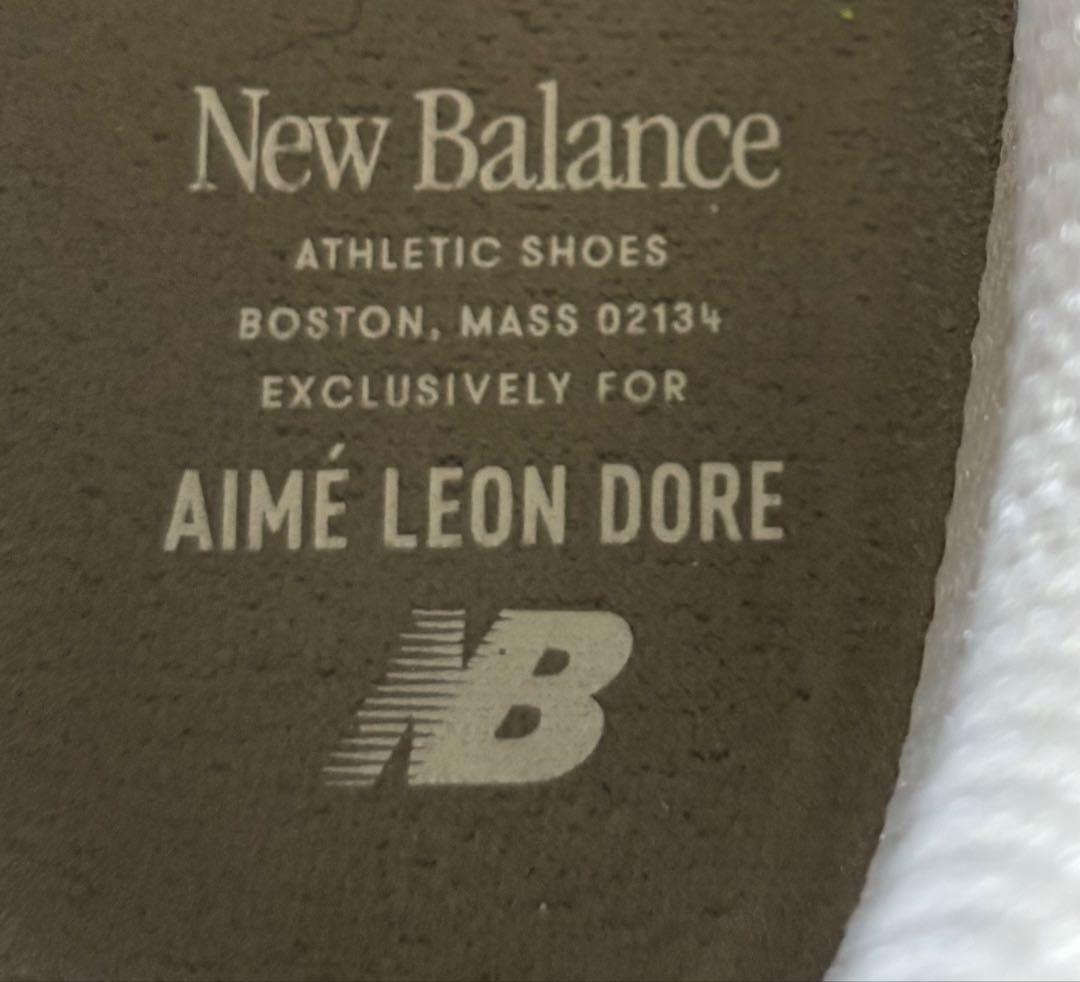 New Balance
ATHLETIC SHOES
BOSTON, MASS 02134
EXCLUSIVELY FOR
AIMÉ LEON DORE
NB